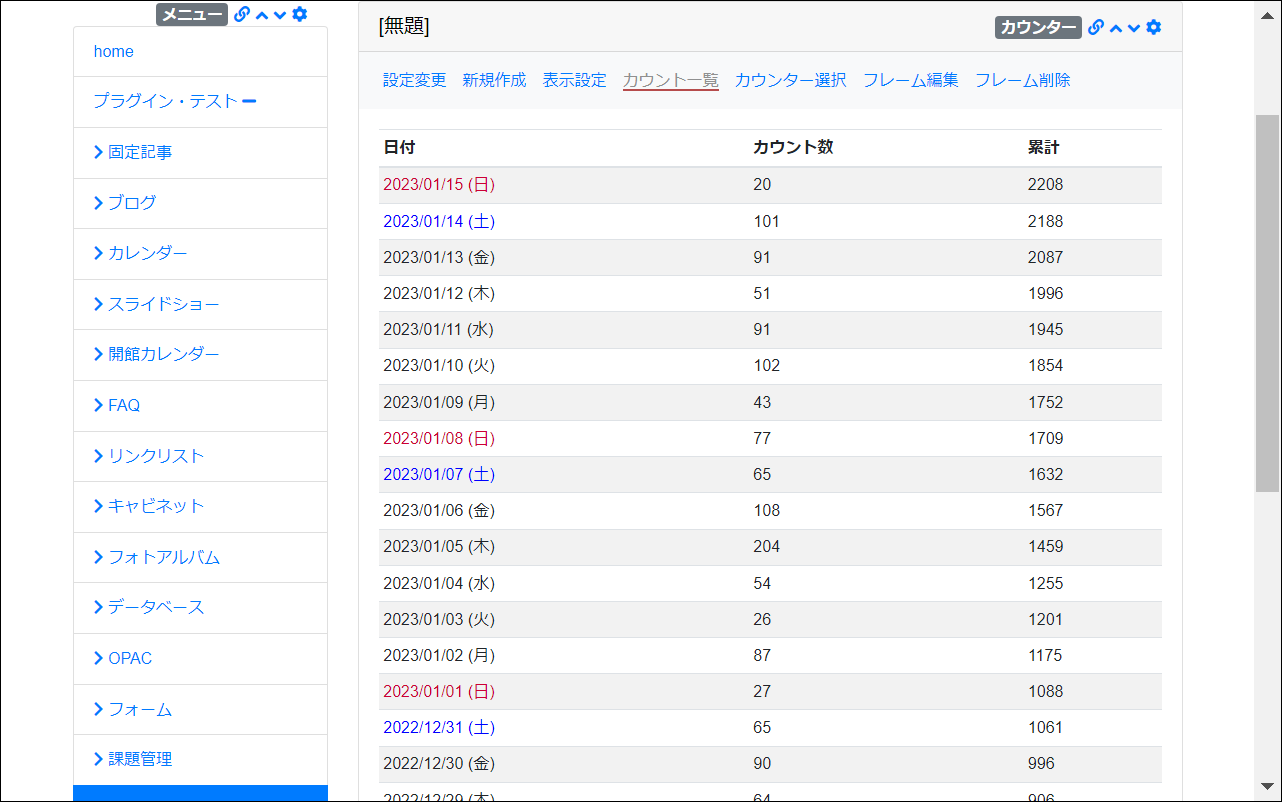 メニュー
home
プラグイン・テスト
固定記事
ブログ
カレンダー
スライドショー
開館カレンダー
FAQ
リンクリスト
キャビネット
フォトアルバム
データベース
OPAC
フォーム
課題管理
[無題]
カウンター
設定変更 新規作成 表示設定 カウント一覧 カウンター選択 フレーム編集 フレーム削除
日付 カウント数 累計
2023/01/15 (日) 20 2208
2023/01/14 (土) 101 2188
2023/01/13 (金) 91 2087
2023/01/12 (木) 51 1996
2023/01/11 (水) 91 1945
2023/01/10 (火) 102 1854
2023/01/09 (月) 43 1752
2023/01/08 (日) 77 1709
2023/01/07 (土) 65 1632
2023/01/06 (金) 108 1567
2023/01/05 (木) 204 1459
2023/01/04 (水) 54 1255
2023/01/03 (火) 26 1201
2023/01/02 (月) 87 1175
2023/01/01 (日) 27 1088
2022/12/31 (土) 65 1061
2022/12/30 (金) 90 996
2022/12/29 (木) 64 906